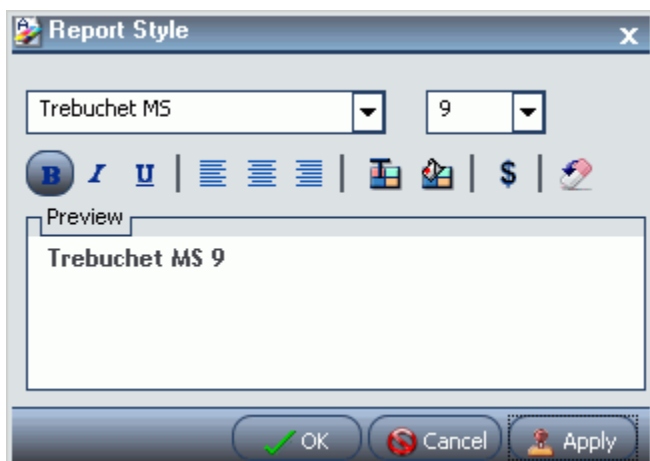 Report Style x
Trebuchet MS 9
B I U $
Preview
Trebuchet MS 9
OK Cancel Apply